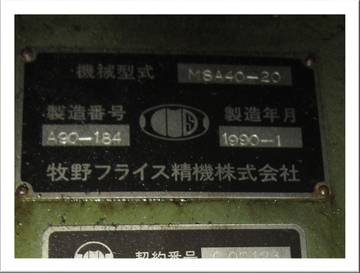 機械型式 MSA40-20
製造番号 製造年月
A90-184 1990-1
牧野フライス精機株式会社
契約番号